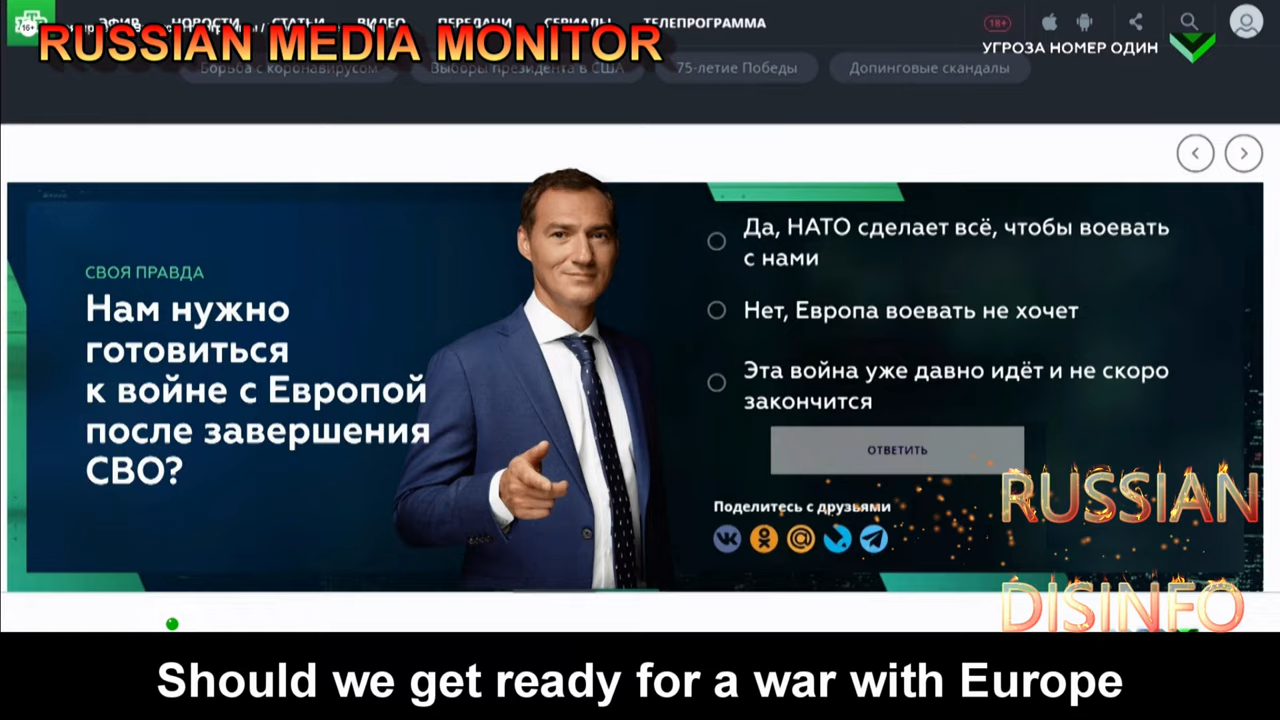 16+
ЭФИР НОВОСТИ СТАТЬИ ВИДЕО ПЕРЕДАЧИ СЕРИАЛЫ ТЕЛЕПРОГРАММА
18+
RUSSIAN MEDIA MONITOR
УГРОЗА НОМЕР ОДИН
Борьба с коронавирусом Выборы президента в США 75-летие Победы Допинговые скандалы
СВОЯ ПРАВДА
Нам нужно
готовиться
к войне с Европой
после завершения
СВО?
Да, НАТО сделает всё, чтобы воевать
с нами
Нет, Европа воевать не хочет
Эта война уже давно идёт и не скоро
закончится
ОТВЕТИТЬ
Поделитесь с друзьями
RUSSIAN
DISINFO
Should we get ready for a war with Europe